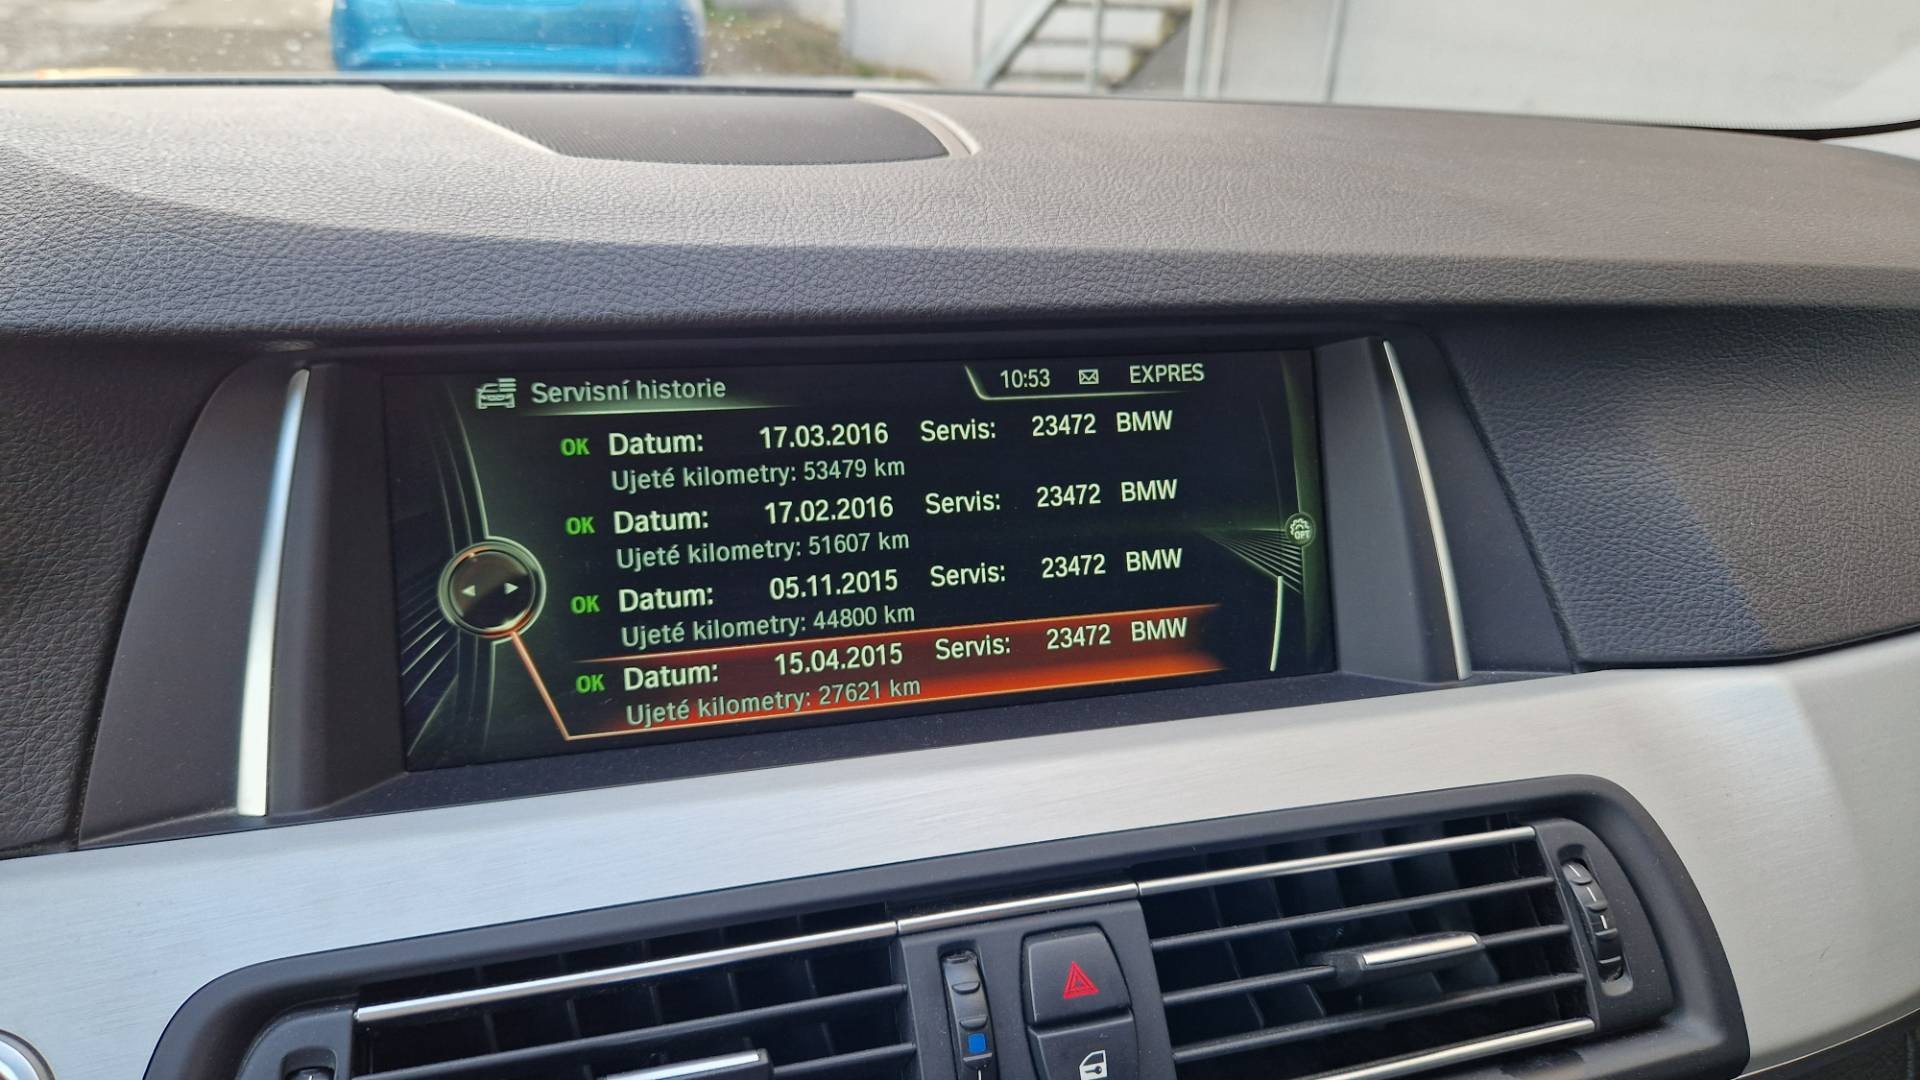 Servisní historie 10:53 EXPRES
OK Datum: 17.03.2016 Servis: 23472 BMW
Ujeté kilometry: 53479 km
OK Datum: 17.02.2016 Servis: 23472 BMW
Ujeté kilometry: 51607 km
OK Datum: 05.11.2015 Servis: 23472 BMW
Ujeté kilometry: 44800 km
OK Datum: 15.04.2015 Servis: 23472 BMW
Ujeté kilometry: 27621 km
OPT